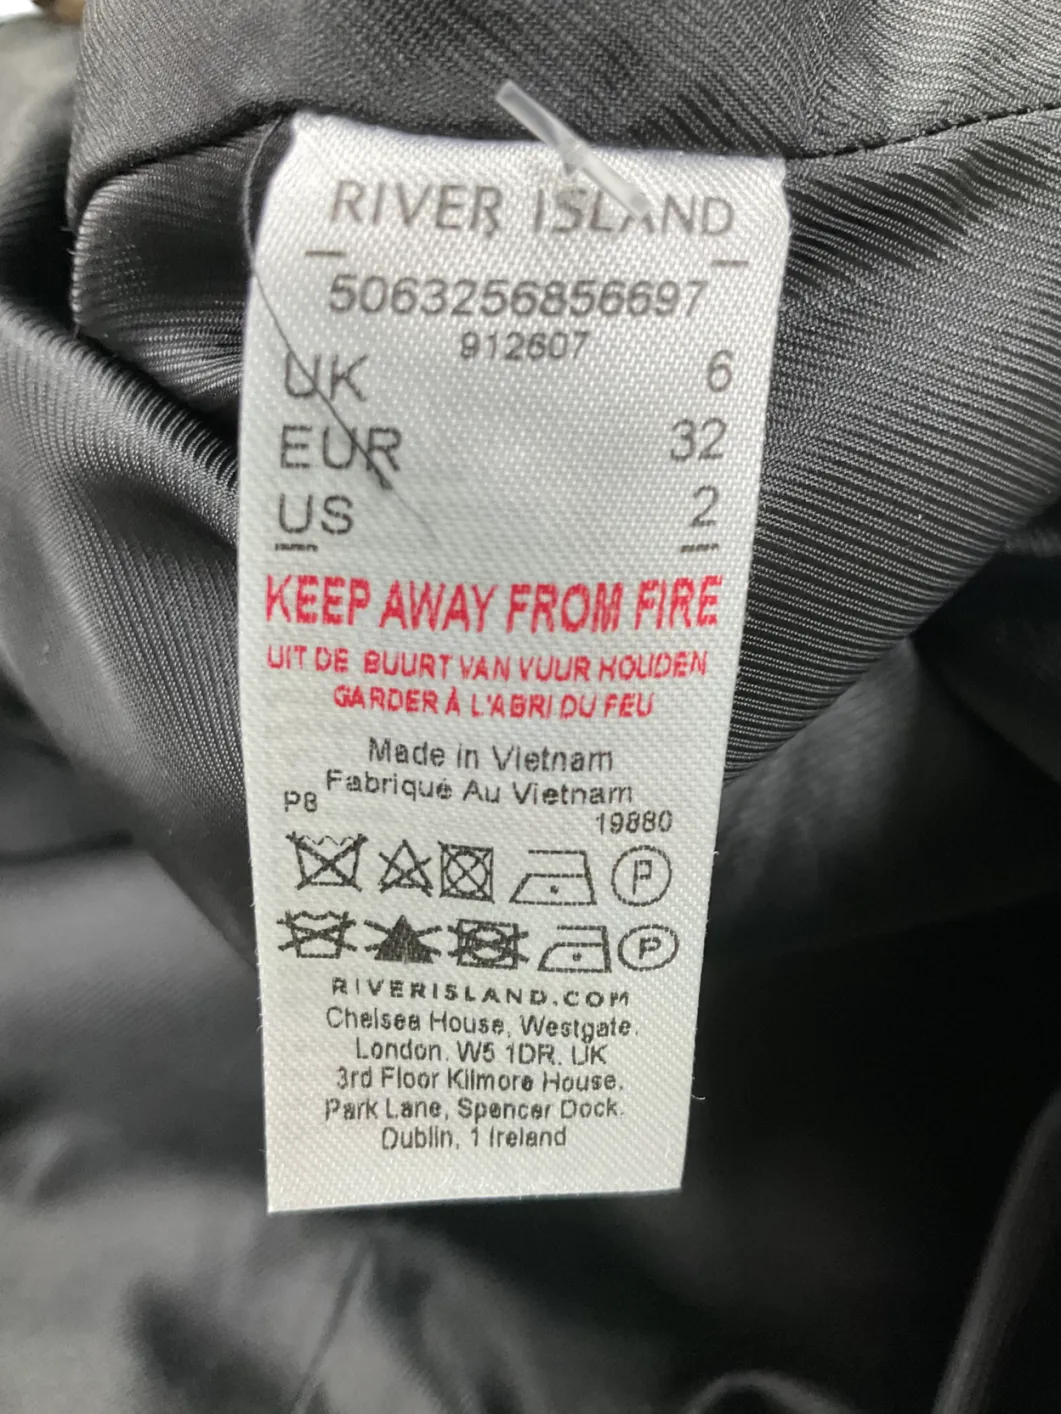 RIVER ISLAND
5063256856697
912607
UK 6
EUR 32
US 2
KEEP AWAY FROM FIRE
UIT DE BUURT VAN VUUR HOUDEN
GARDER À L'ABRI DU FEU
Made in Vietnam
Fabriqué Au Vietnam
P8 19880
P
P
RIVERISLAND.COM
Chelsea House, Westgate.
London. W5 1DR. UK
3rd Floor Kilmore House.
Park Lane, Spencer Dock.
Dublin, 1 Ireland